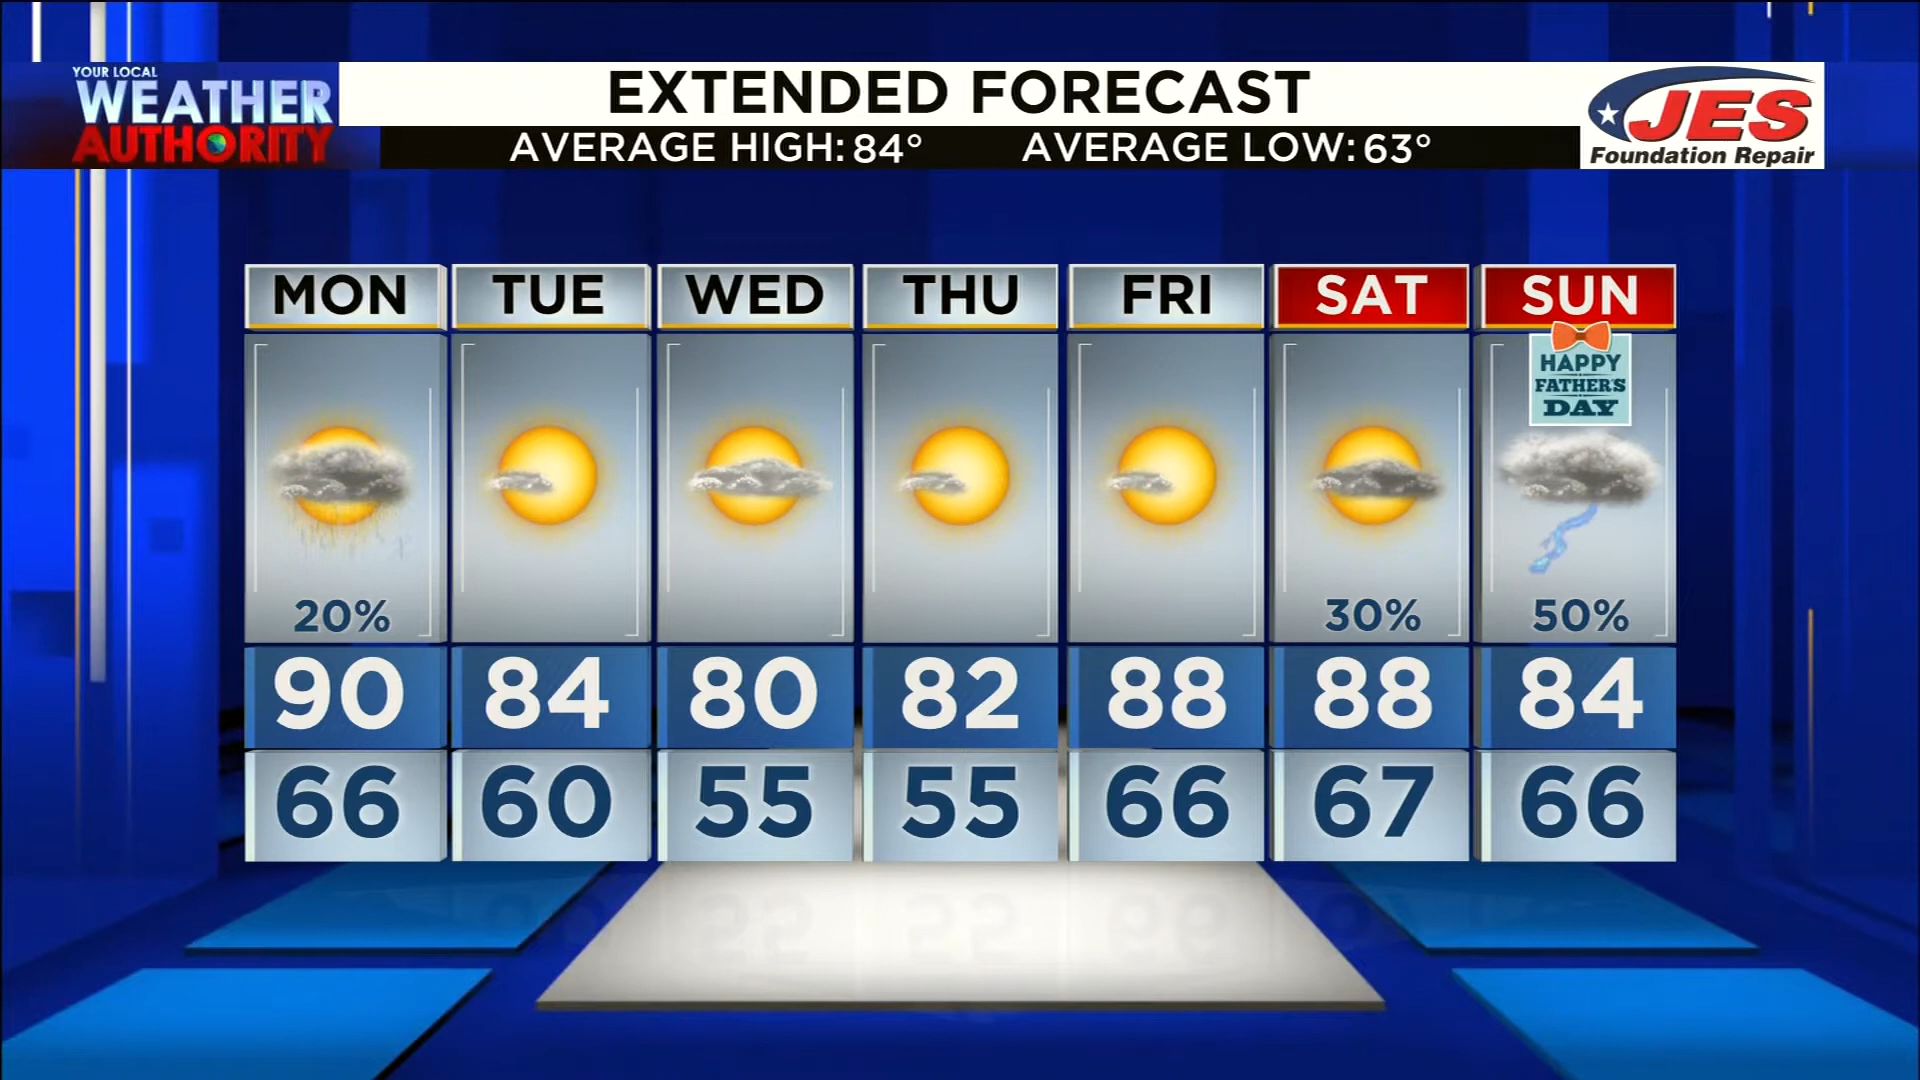 YOUR LOCAL
WEATHER
AUTHORITY
EXTENDED FORECAST
AVERAGE HIGH: 84° AVERAGE LOW: 63°
JES
Foundation Repair
MON TUE WED THU FRI SAT SUN
HAPPY
FATHER'S
DAY
20% 30% 50%
90 84 80 82 88 88 84
66 60 55 55 66 67 66